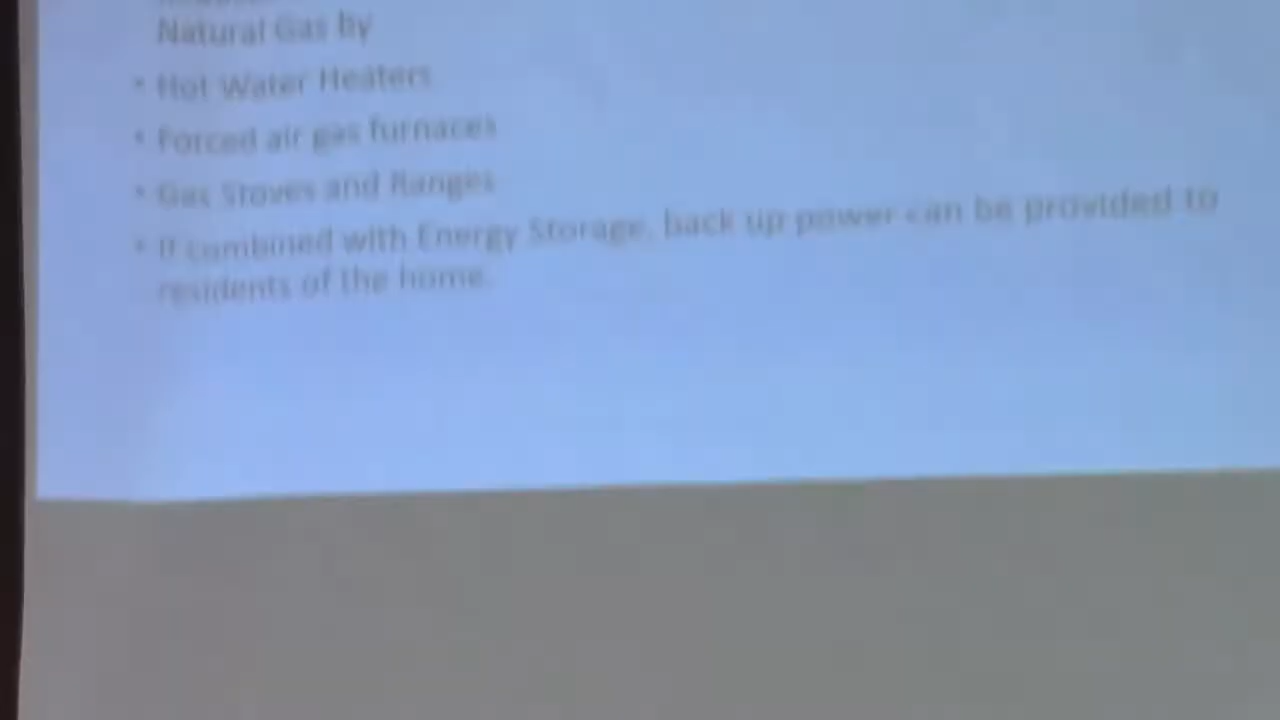 Natural Gas by
• Hot Water Heaters
• Forced air gas furnaces
• Gas Stoves and Ranges
• If combined with Energy Storage, back up power can be provided to
residents of the home.